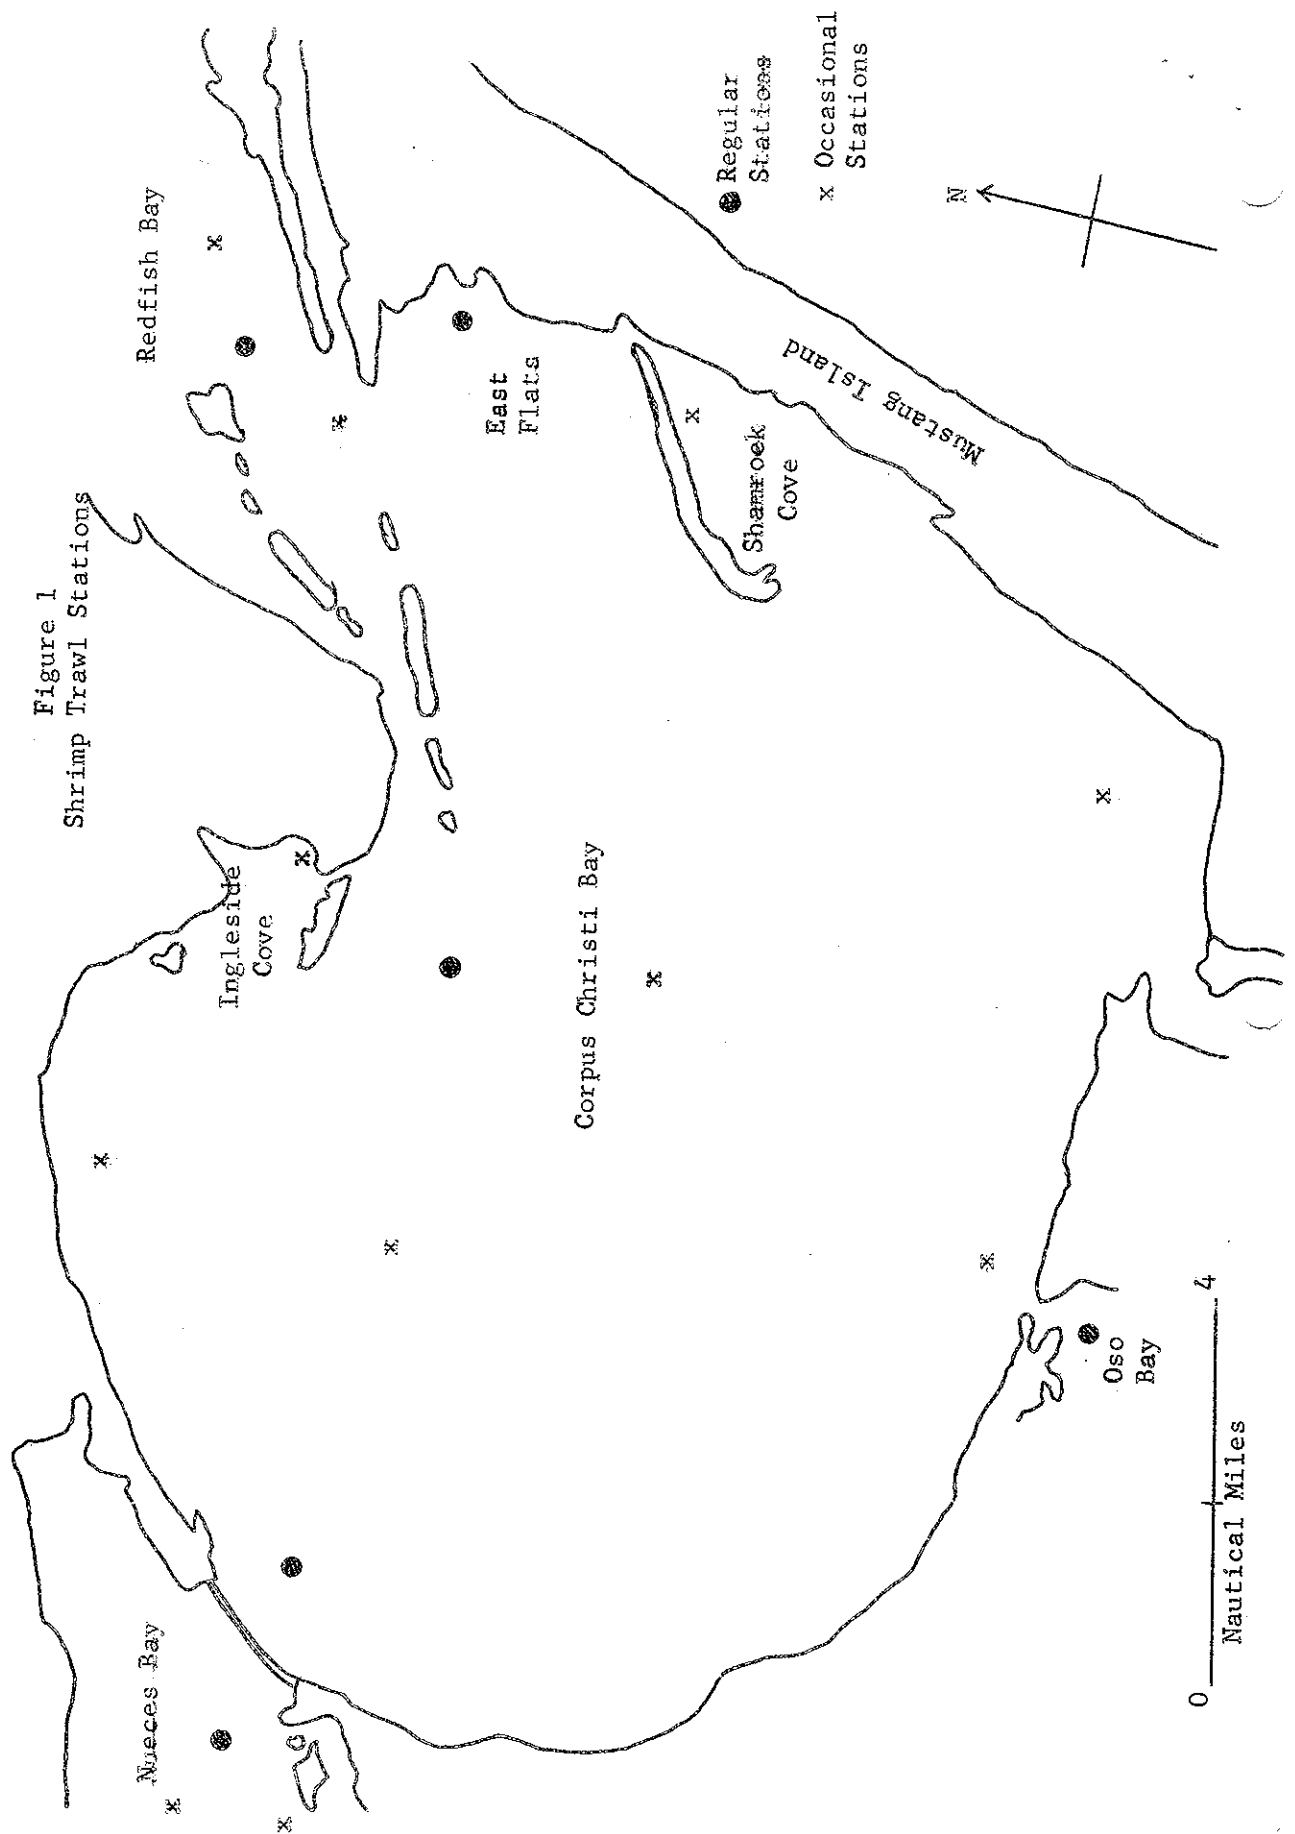 Figure 1
Shrimp Trawl Stations
Nueces Bay
Ingleside
Cove
Redfish Bay
East
Flats
Corpus Christi Bay
Shamrock
Cove
Mustang Island
Regular
Stations
x Occasional
Stations
N
Oso
Bay
0 4
Nautical Miles